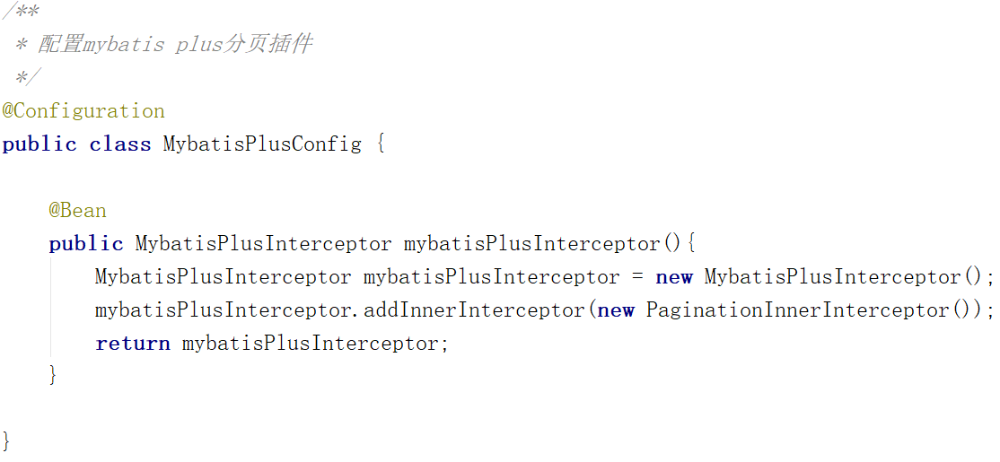 /**
 * 配置mybatis plus分页插件
 */
@Configuration
public class MybatisPlusConfig {
    @Bean
    public MybatisPlusInterceptor mybatisPlusInterceptor(){
        MybatisPlusInterceptor mybatisPlusInterceptor = new MybatisPlusInterceptor();
        mybatisPlusInterceptor.addInnerInterceptor(new PaginationInnerInterceptor());
        return mybatisPlusInterceptor;
    }
}